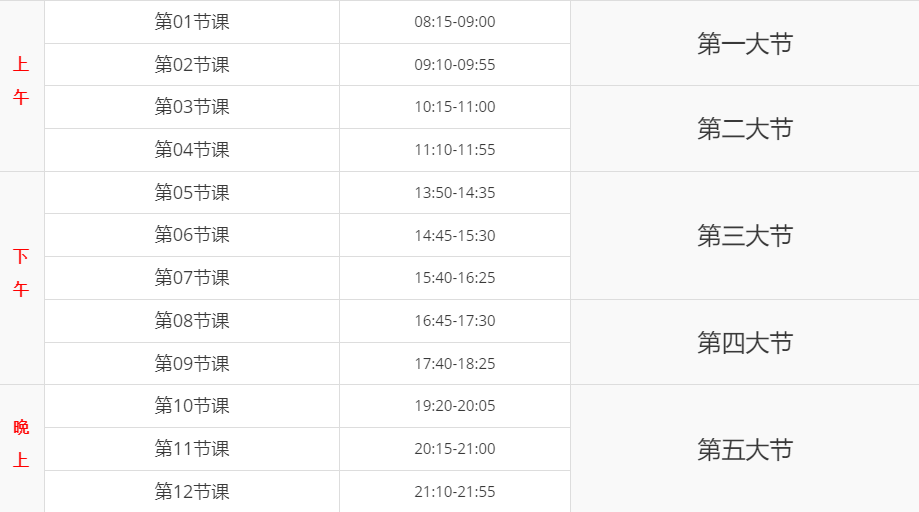 上午
第01节课 08:15-09:00 第一大节
第02节课 09:10-09:55
第03节课 10:15-11:00 第二大节
第04节课 11:10-11:55
下午
第05节课 13:50-14:35 第三大节
第06节课 14:45-15:30
第07节课 15:40-16:25
第08节课 16:45-17:30 第四大节
第09节课 17:40-18:25
晚上
第10节课 19:20-20:05 第五大节
第11节课 20:15-21:00
第12节课 21:10-21:55